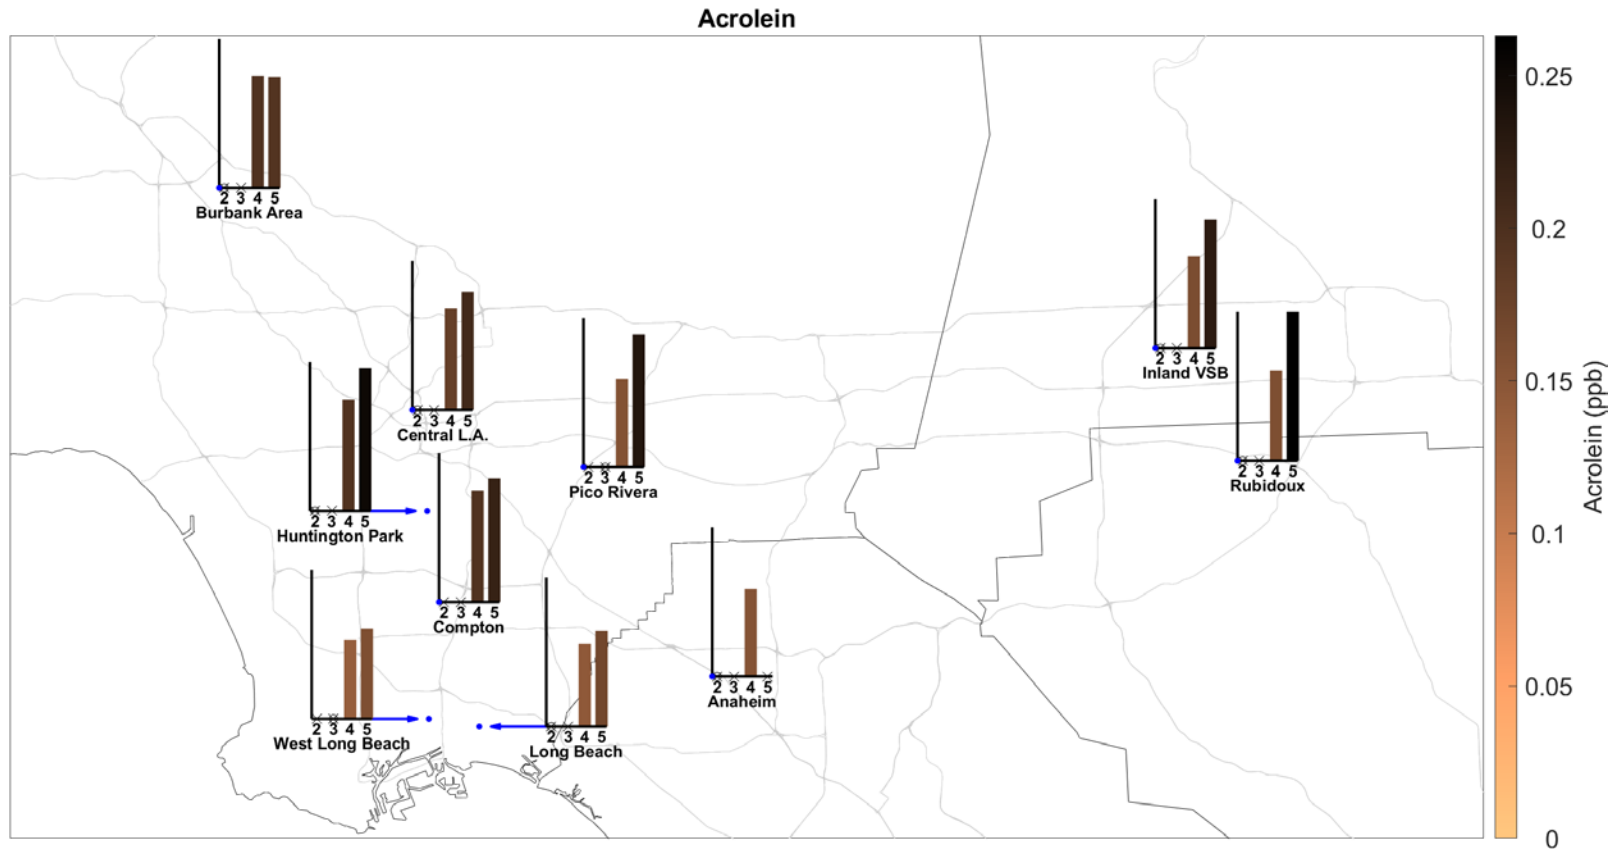 Acrolein
2 3 4 5
Burbank Area
2 3 4 5
Central L.A.
2 3 4 5
Inland VSB
2 3 4 5
Huntington Park
2 3 4 5
Pico Rivera
2 3 4 5
Rubidoux
2 3 4 5
Compton
2 3 4 5
West Long Beach
2 3 4 5
Long Beach
2 3 4 5
Anaheim
0.25
0.2
0.15
0.1
0.05
0
Acrolein (ppb)